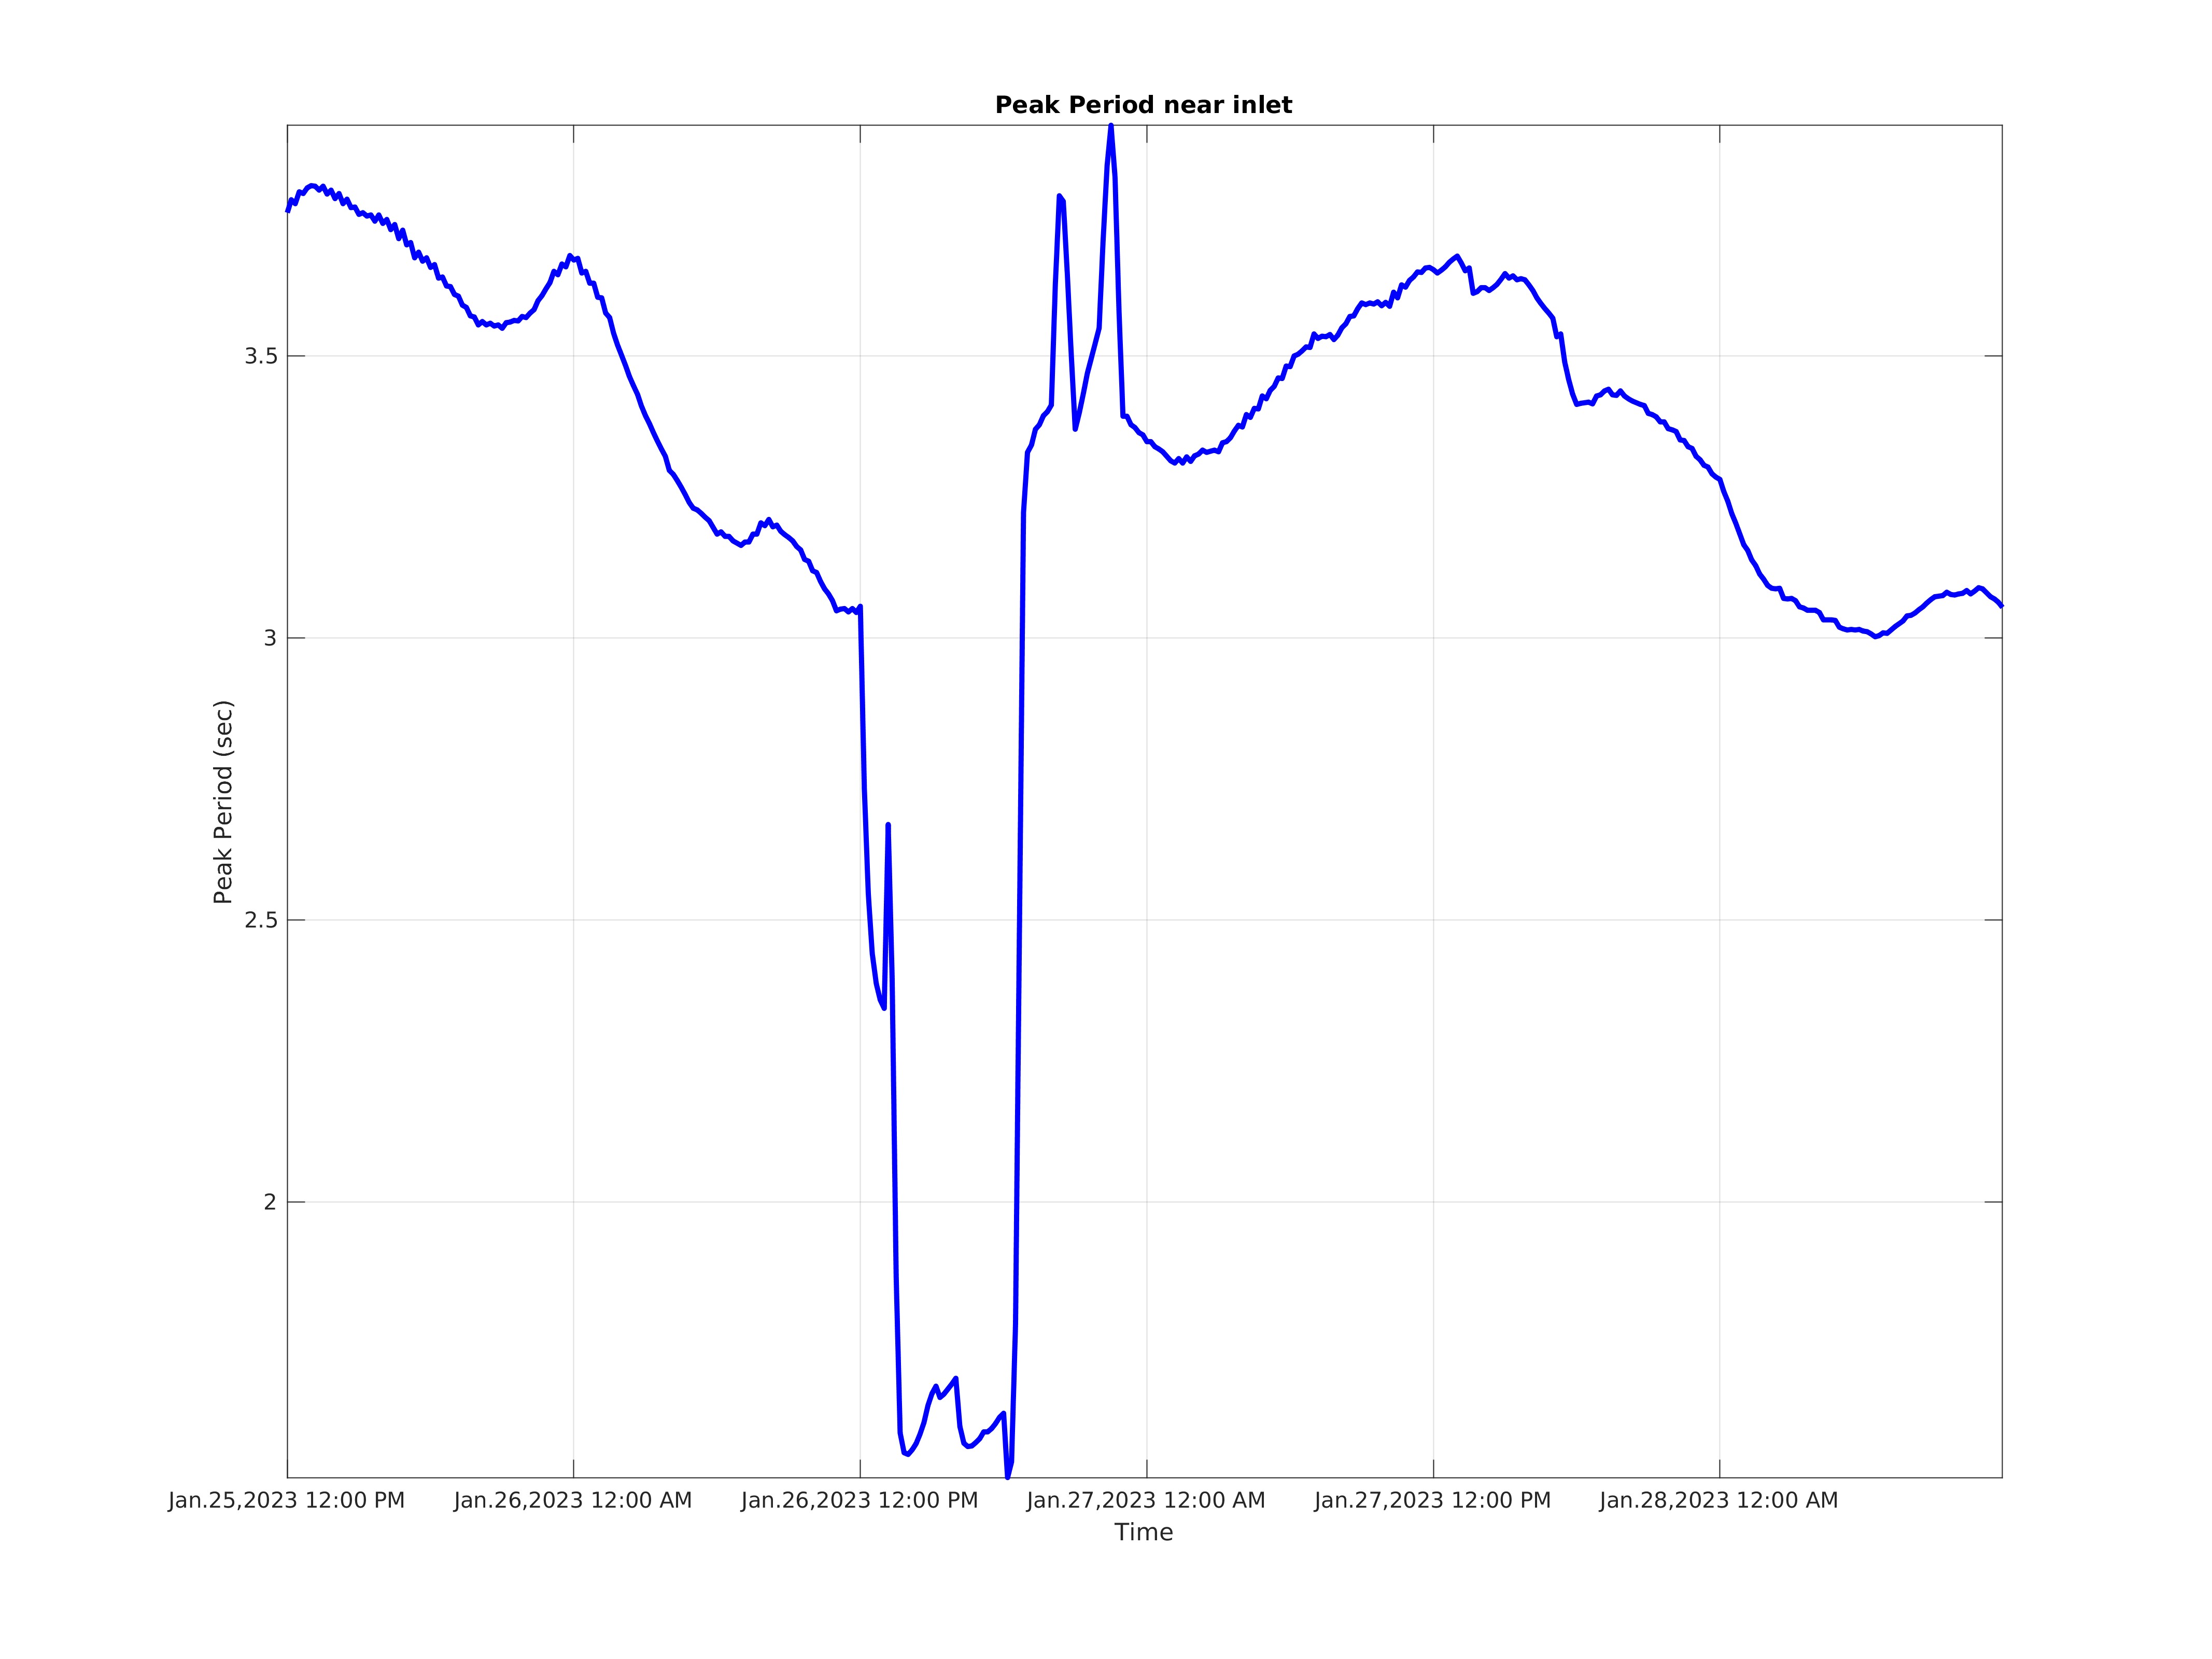 Peak Period near inlet
3.5
3
2.5
2
Peak Period (sec)
Jan.25,2023 12:00 PM
Jan.26,2023 12:00 AM
Jan.26,2023 12:00 PM
Jan.27,2023 12:00 AM
Jan.27,2023 12:00 PM
Jan.28,2023 12:00 AM
Time